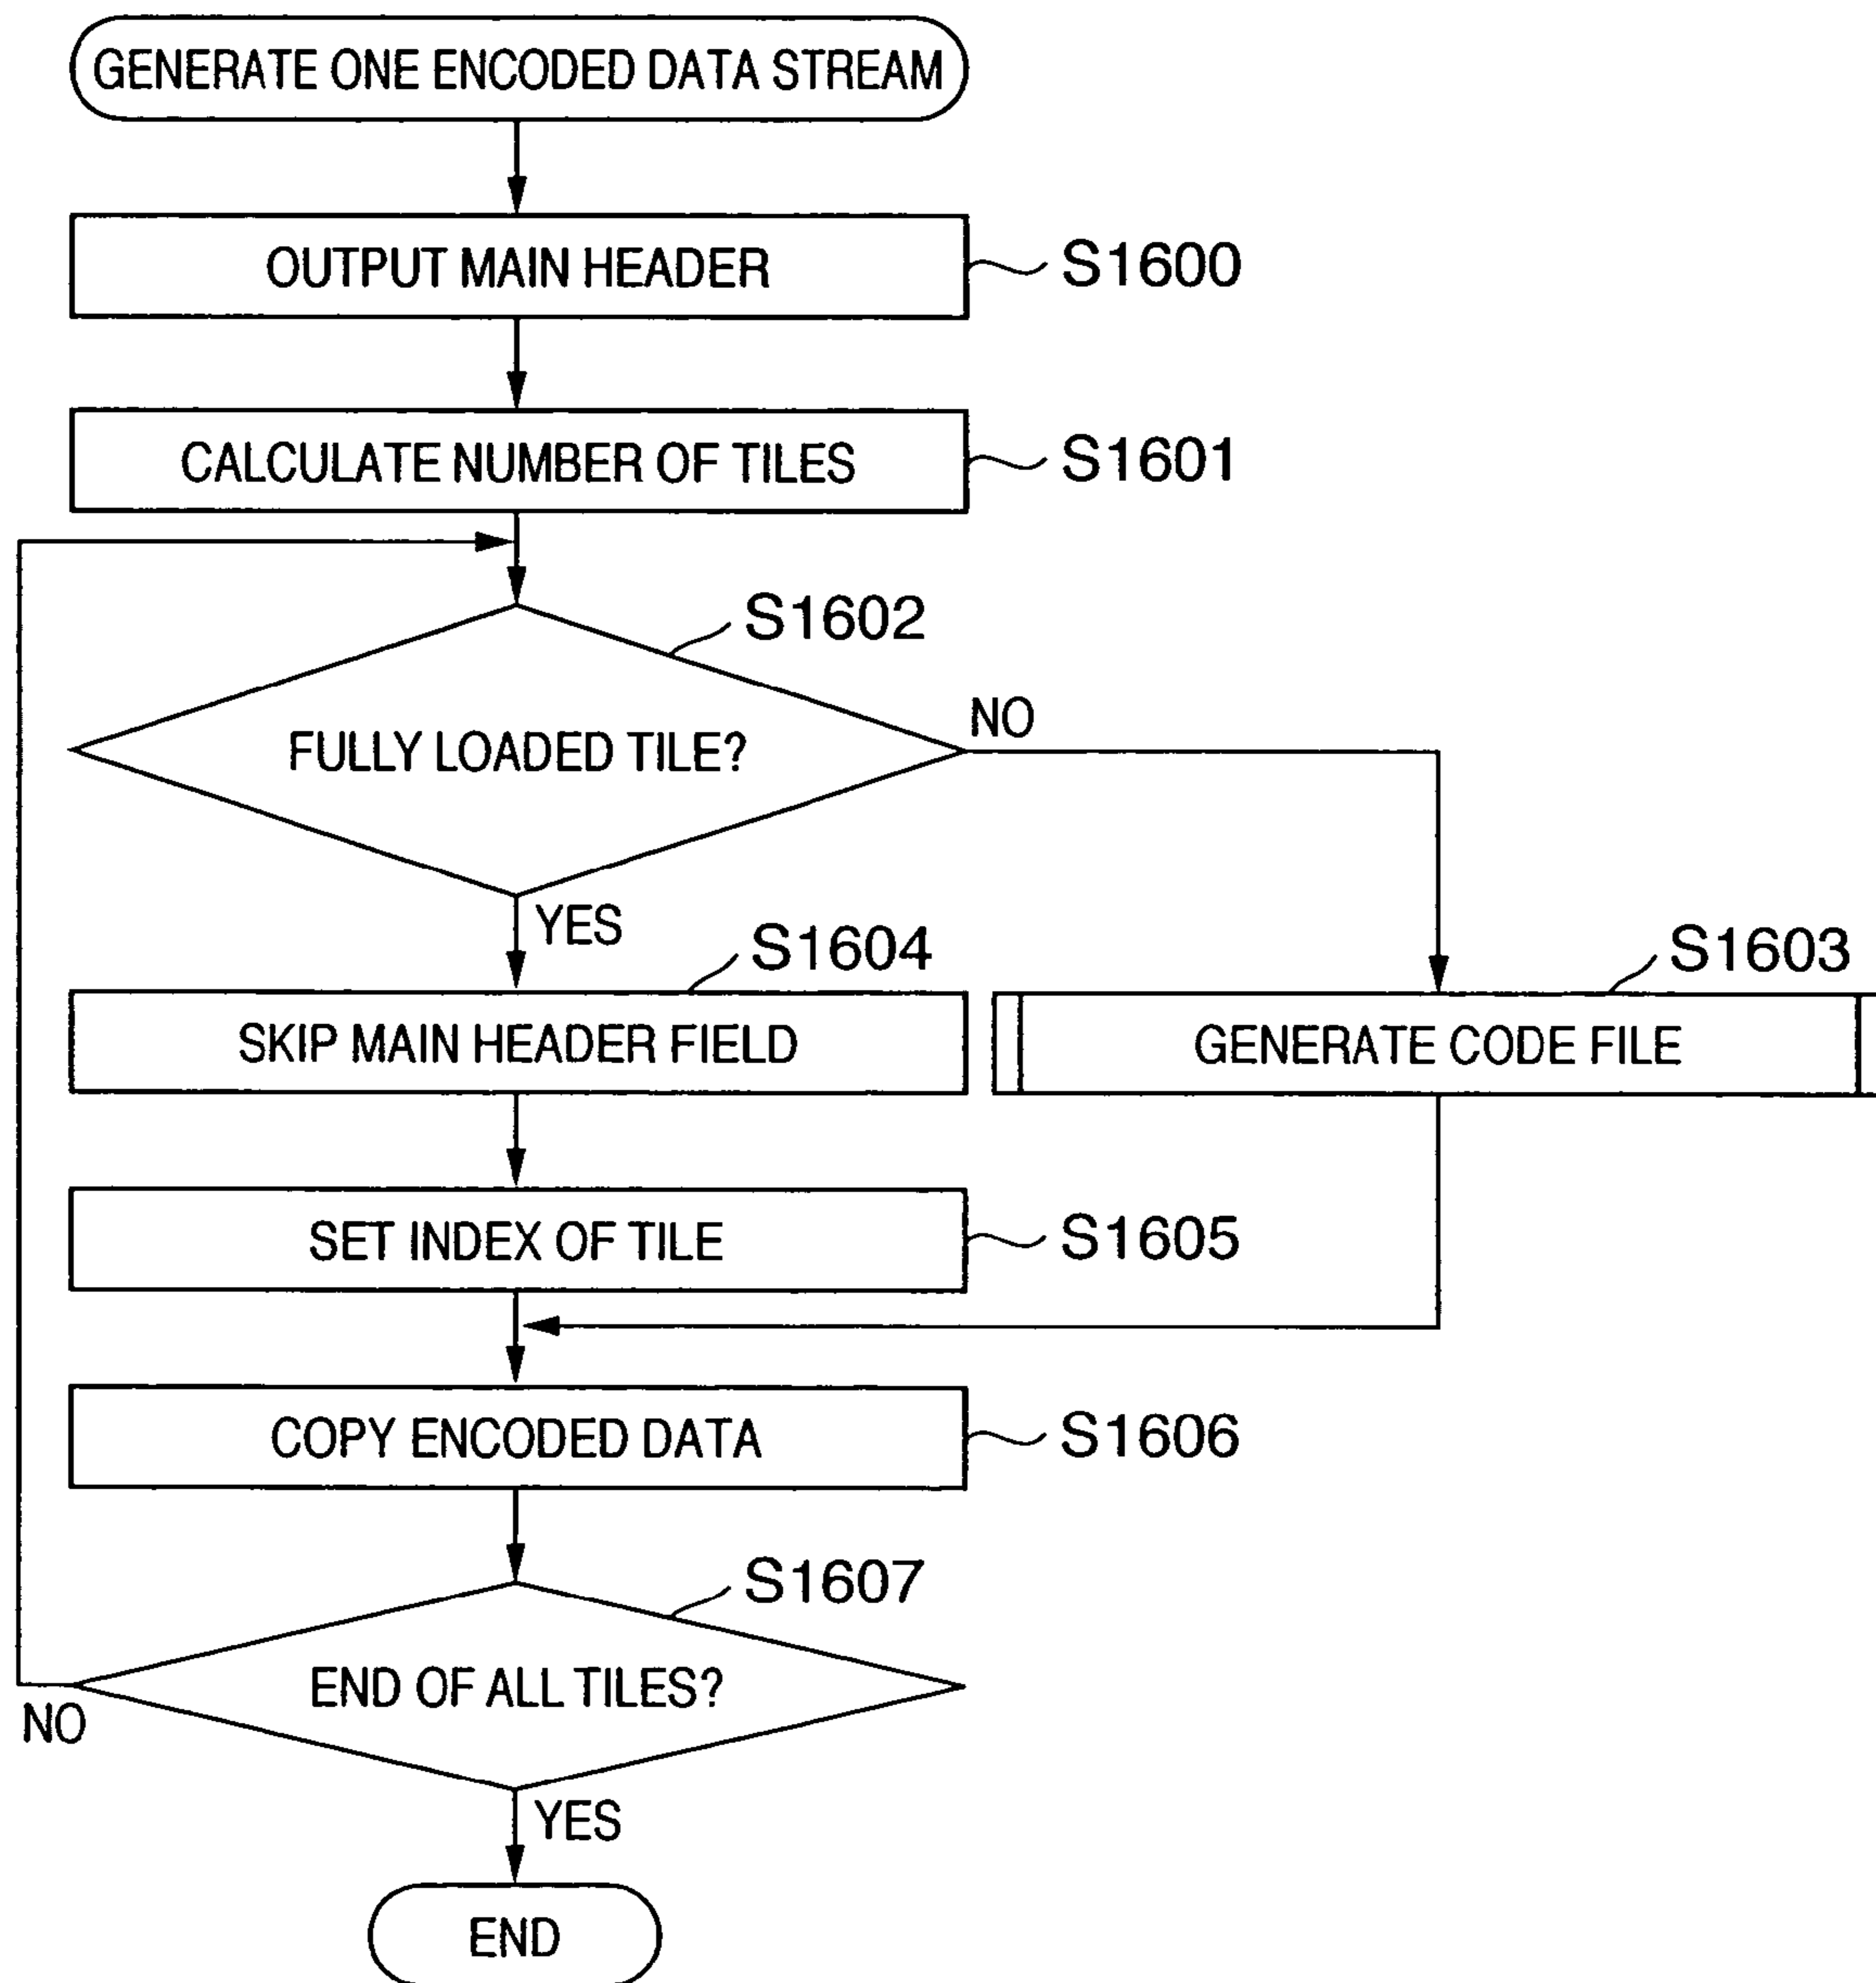 GENERATE ONE ENCODED DATA STREAM
OUTPUT MAIN HEADER
S1600
CALCULATE NUMBER OF TILES
S1601
S1602
FULLY LOADED TILE?
NO
YES
S1604
S1603
SKIP MAIN HEADER FIELD
GENERATE CODE FILE
SET INDEX OF TILE
S1605
COPY ENCODED DATA
S1606
S1607
END OF ALL TILES?
NO
YES
END